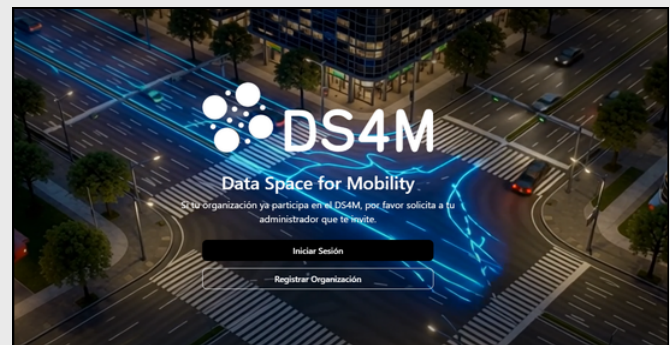 DS4M
Data Space for Mobility
Si tu organización ya participa en el DS4M, por favor solicita a tu
administrador que te invite.
Iniciar Sesión
Registrar Organización